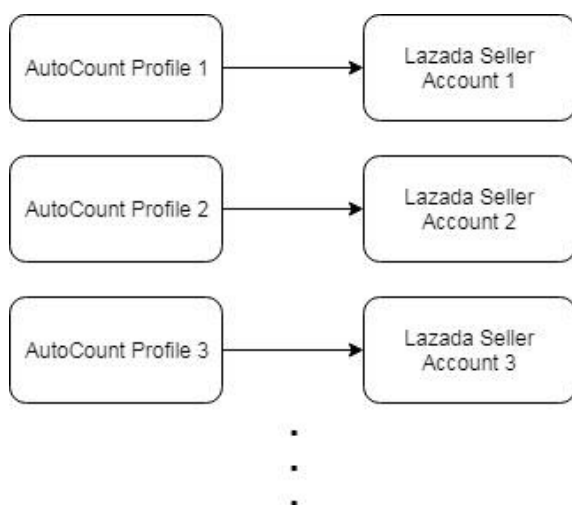 AutoCount Profile 1
Lazada Seller
Account 1
AutoCount Profile 2
Lazada Seller
Account 2
AutoCount Profile 3
Lazada Seller
Account 3